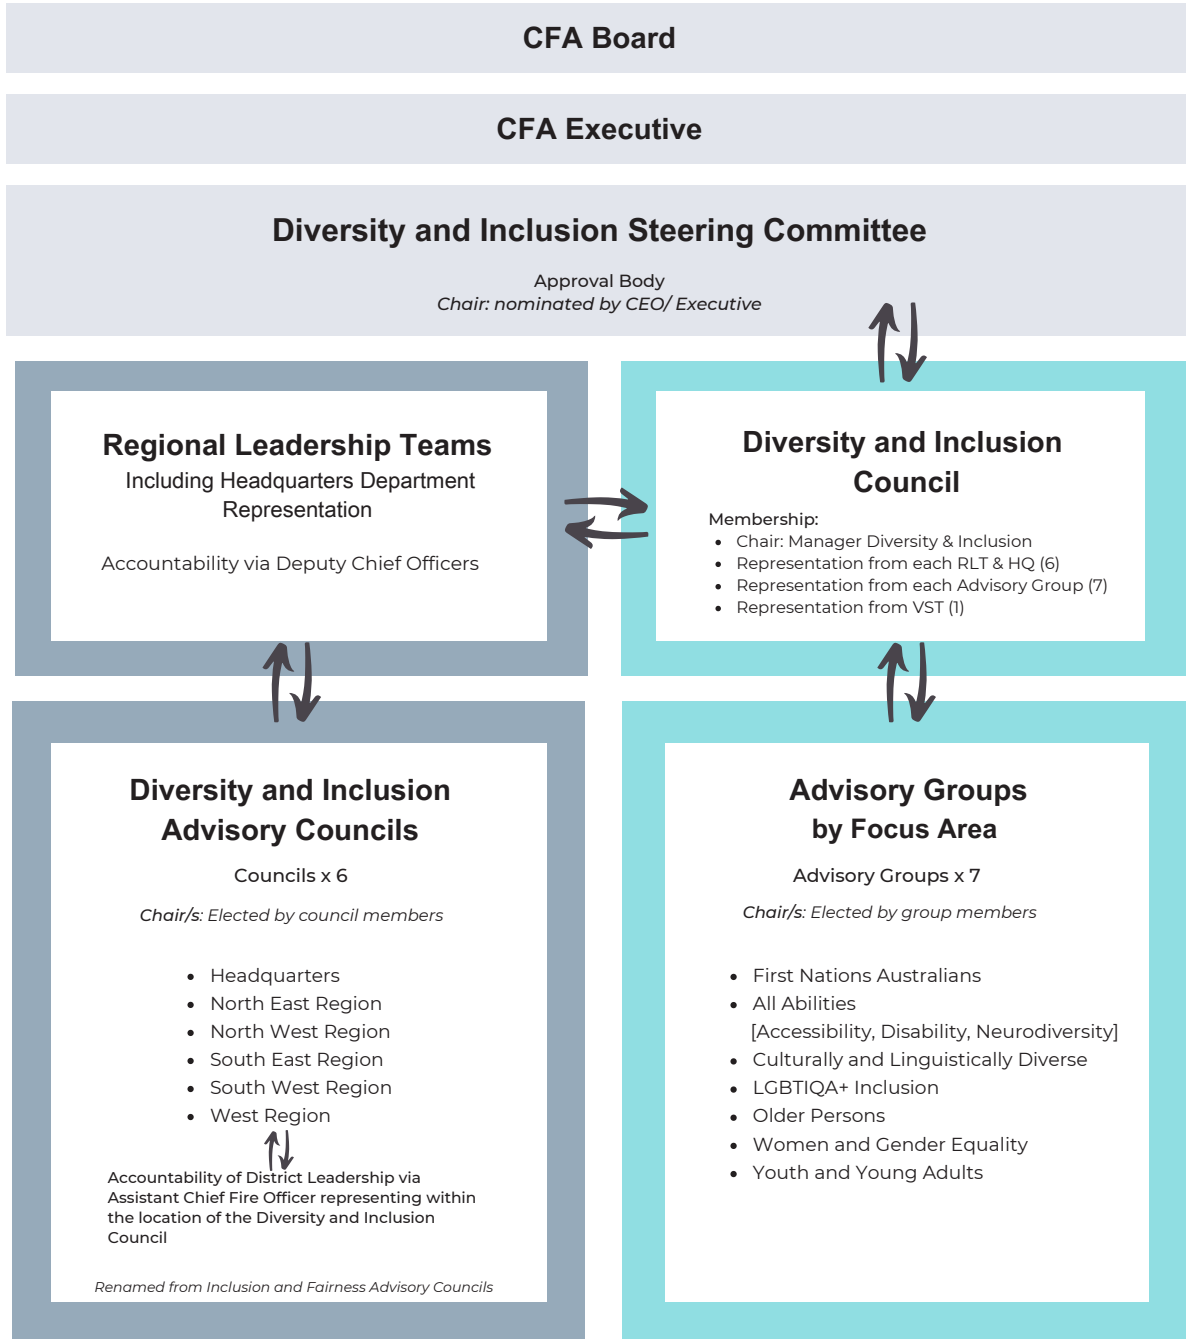 CFA Board
CFA Executive
Diversity and Inclusion Steering Committee
Approval Body
Chair: nominated by CEO/ Executive
Regional Leadership Teams
Including Headquarters Department
Representation
Accountability via Deputy Chief Officers
Diversity and Inclusion
Council
Membership:
• Chair: Manager Diversity & Inclusion
• Representation from each RLT & HQ (6)
• Representation from each Advisory Group (7)
• Representation from VST (1)
Diversity and Inclusion
Advisory Councils
Councils x 6
Chair/s: Elected by council members
• Headquarters
• North East Region
• North West Region
• South East Region
• South West Region
• West Region
Accountability of District Leadership via
Assistant Chief Fire Officer representing within
the location of the Diversity and Inclusion
Council
Renamed from Inclusion and Fairness Advisory Councils
Advisory Groups
by Focus Area
Advisory Groups x 7
Chair/s: Elected by group members
• First Nations Australians
• All Abilities
[Accessibility, Disability, Neurodiversity]
• Culturally and Linguistically Diverse
• LGBTIQA+ Inclusion
• Older Persons
• Women and Gender Equality
• Youth and Young Adults